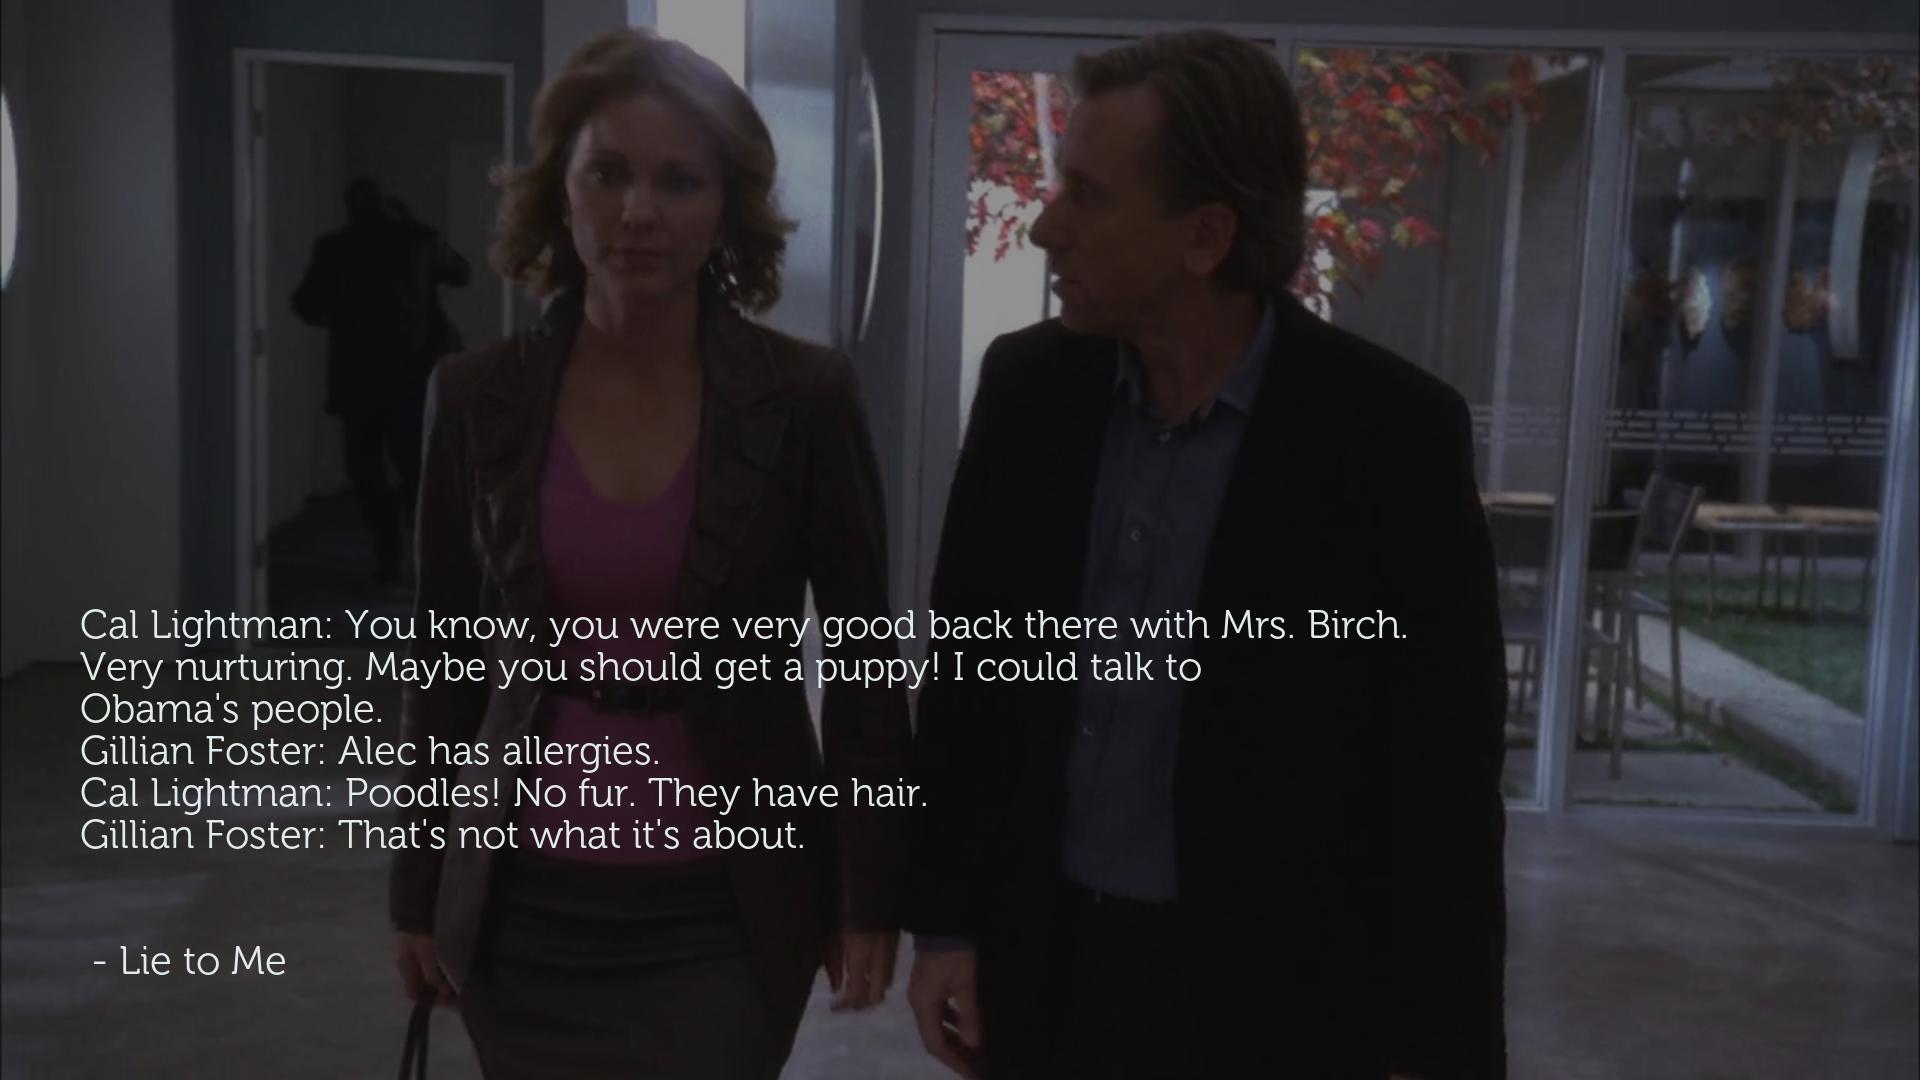 Cal Lightman: You know, you were very good back there with Mrs. Birch.
Very nurturing. Maybe you should get a puppy! I could talk to
Obama's people.
Gillian Foster: Alec has allergies.
Cal Lightman: Poodles! No fur. They have hair.
Gillian Foster: That's not what it's about.
- Lie to Me